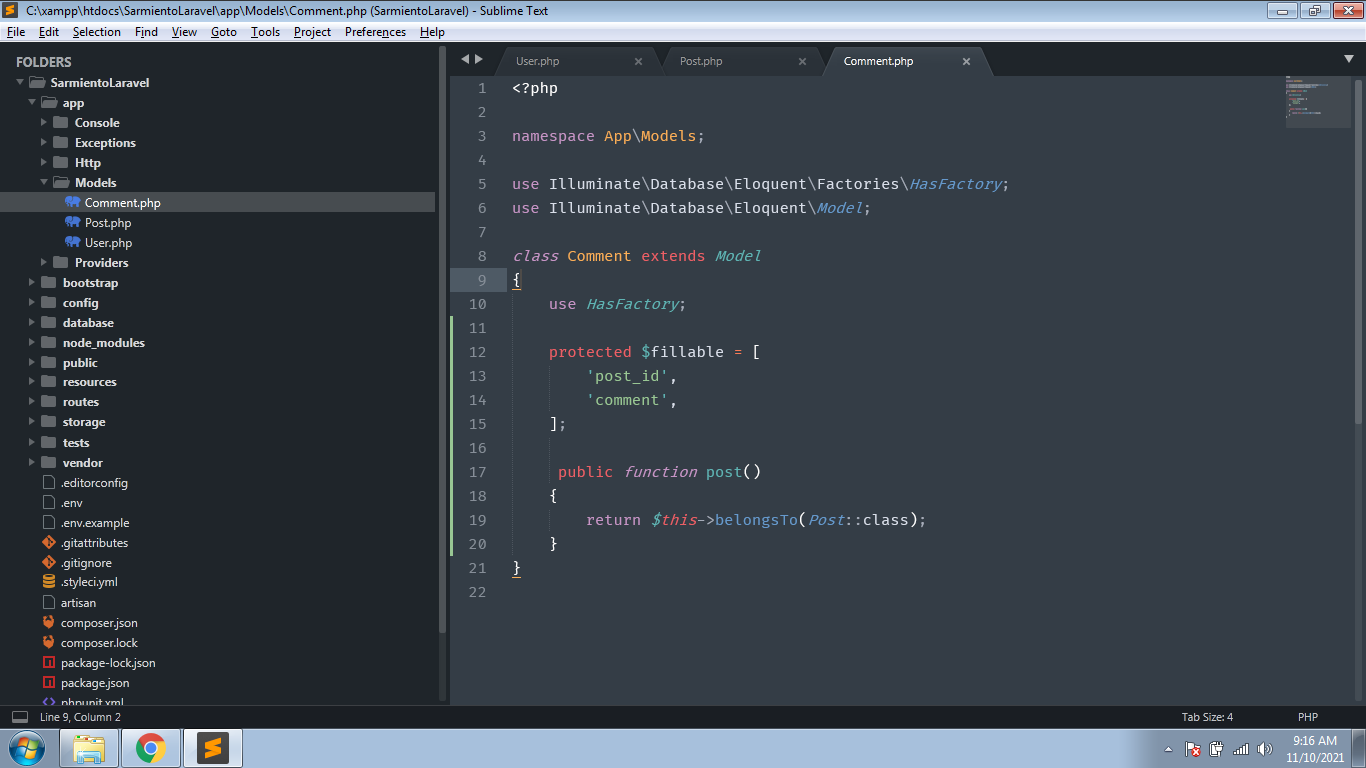 C:\xampp\htdocs\SarmientoLaravel\app\Models\Comment.php (SarmientoLaravel) - Sublime Text
File Edit Selection Find View Goto Tools Project Preferences Help
FOLDERS
SarmientoLaravel
app
Console
Exceptions
Http
Models
Comment.php
Post.php
User.php
Providers
bootstrap
config
database
node_modules
public
resources
routes
storage
tests
vendor
.editorconfig
.env
.env.example
.gitattributes
.gitignore
.styleci.yml
artisan
composer.json
composer.lock
package-lock.json
package.json
phpunit.xml
User.php × Post.php × Comment.php ×
1 <?php
2
3 namespace App\Models;
4
5 use Illuminate\Database\Eloquent\Factories\HasFactory;
6 use Illuminate\Database\Eloquent\Model;
7
8 class Comment extends Model
9 {
10     use HasFactory;
11
12     protected $fillable = [
13         'post_id',
14         'comment',
15     ];
16
17      public function post()
18     {
19         return $this->belongsTo(Post::class);
20     }
21 }
22
Line 9, Column 2 Tab Size: 4 PHP
9:16 AM
11/10/2021